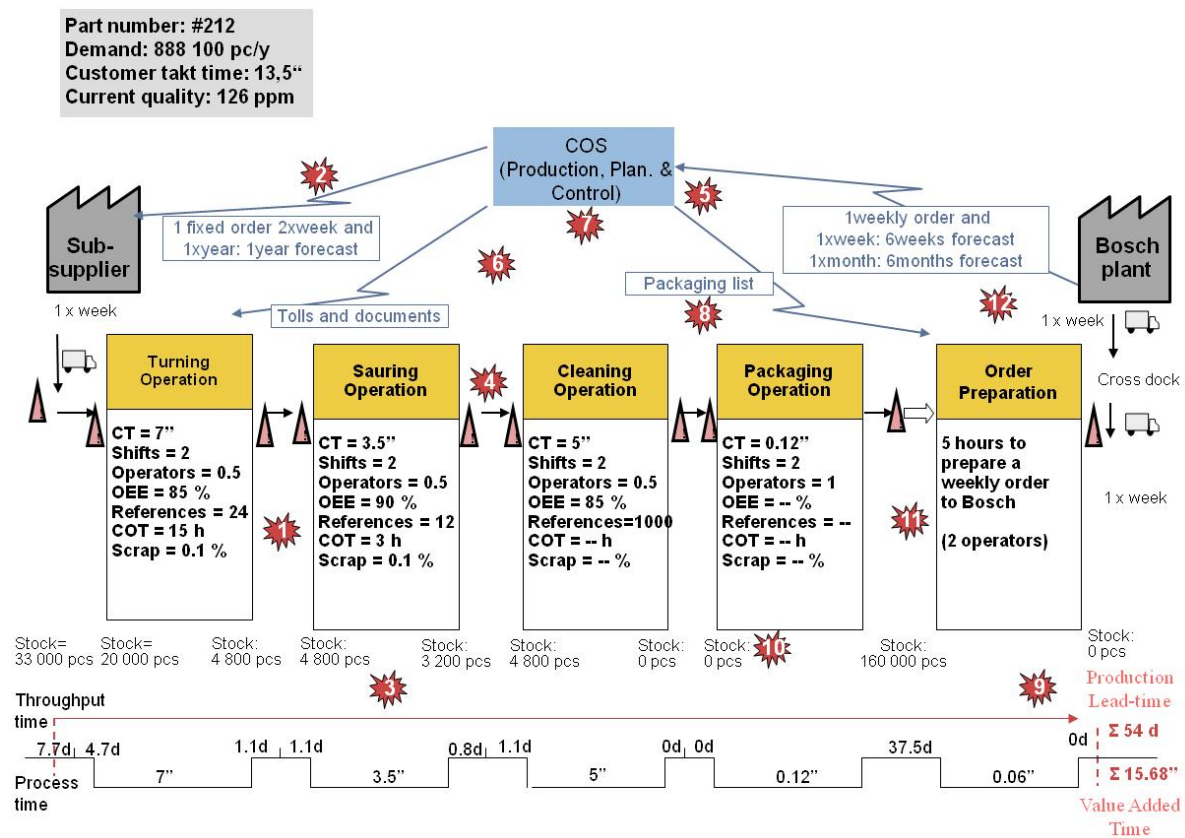 Part number: #212
Demand: 888 100 pc/y
Customer takt time: 13,5“
Current quality: 126 ppm
COS
(Production, Plan. &
Control)
2
5
7
6
8
12
Sub-
supplier
1 fixed order 2xweek and
1xyear: 1year forecast
1weekly order and
1xweek: 6weeks forecast
1xmonth: 6months forecast
Bosch
plant
Packaging list
Tolls and documents
1 x week
1 x week
Cross dock
1 x week
Turning
Operation
CT = 7”
Shifts = 2
Operators = 0.5
OEE = 85 %
References = 24
COT = 15 h
Scrap = 0.1 %
1
Sauring
Operation
CT = 3.5”
Shifts = 2
Operators = 0.5
OEE = 90 %
References = 12
COT = 3 h
Scrap = 0.1 %
4
Cleaning
Operation
CT = 5”
Shifts = 2
Operators = 0.5
OEE = 85 %
References=1000
COT = -- h
Scrap = -- %
Packaging
Operation
CT = 0.12”
Shifts = 2
Operators = 1
OEE = -- %
References = --
COT = -- h
Scrap = -- %
11
Order
Preparation
5 hours to
prepare a
weekly order
to Bosch
(2 operators)
Stock=
33 000 pcs
Stock=
20 000 pcs
Stock:
4 800 pcs
Stock:
4 800 pcs
Stock:
3 200 pcs
Stock:
4 800 pcs
Stock:
0 pcs
Stock:
0 pcs
10
Stock:
160 000 pcs
Stock:
0 pcs
3
9
Production
Lead-time
Throughput
time
Σ 54 d
7.7d 4.7d 1.1d 1.1d 0.8d 1.1d 0d 0d 37.5d 0d
Process
time
7” 3.5” 5” 0.12” 0.06”
Σ 15.68”
Value Added
Time